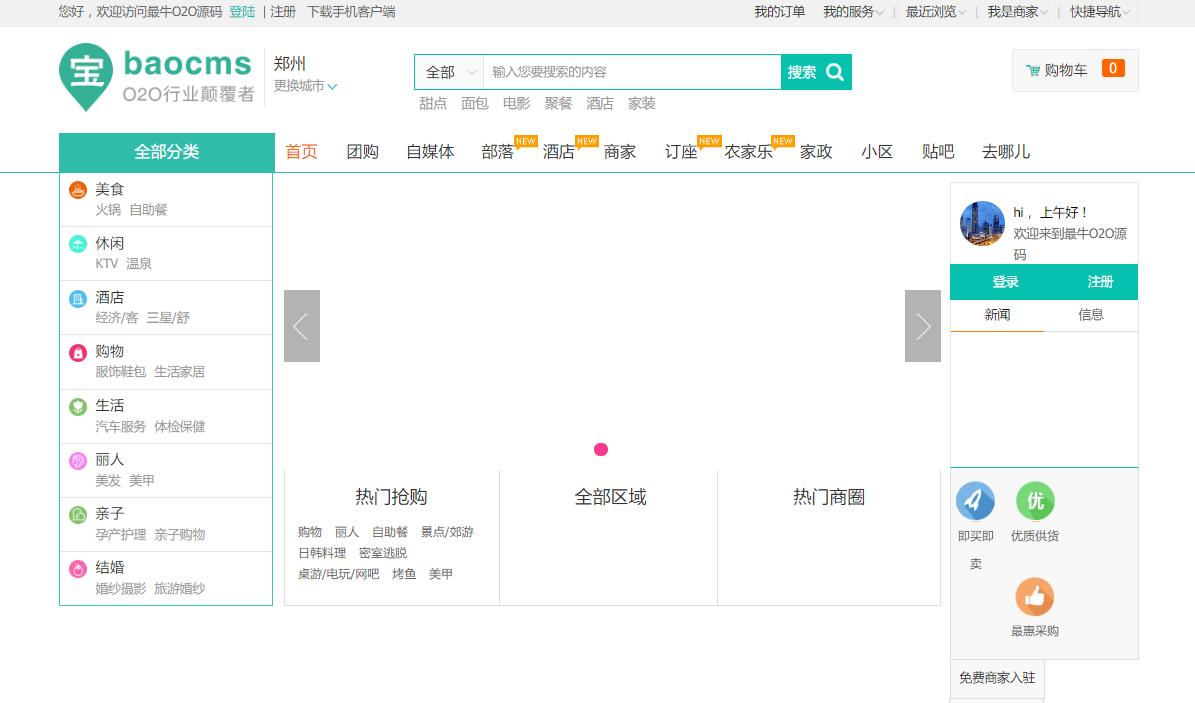 您好，欢迎访问最牛O2O源码 登陆 | 注册 下载手机客户端
我的订单 我的服务 | 最近浏览 | 我是商家 | 快捷导航
宝 baocms
O2O行业颠覆者
郑州
更换城市
全部 输入您要搜索的内容 搜索
甜点 面包 电影 聚餐 酒店 家装
购物车 0
全部分类 首页 团购 自媒体 部落 NEW 酒店 NEW 商家 订座 NEW 农家乐 NEW 家政 小区 贴吧 去哪儿
美食
火锅 自助餐
休闲
KTV 温泉
酒店
经济/客 三星/舒
购物
服饰鞋包 生活家居
生活
汽车服务 体检保健
丽人
美发 美甲
亲子
孕产护理 亲子购物
结婚
婚纱摄影 旅游婚纱
热门抢购
购物 丽人 自助餐 景点/郊游
日韩料理 密室逃脱
桌游/电玩/网吧 烤鱼 美甲
全部区域
热门商圈
hi， 上午好！
欢迎来到最牛O2O源
码
登录 注册
新闻 信息
即买即
卖
优
优质供货
最惠采购
免费商家入驻